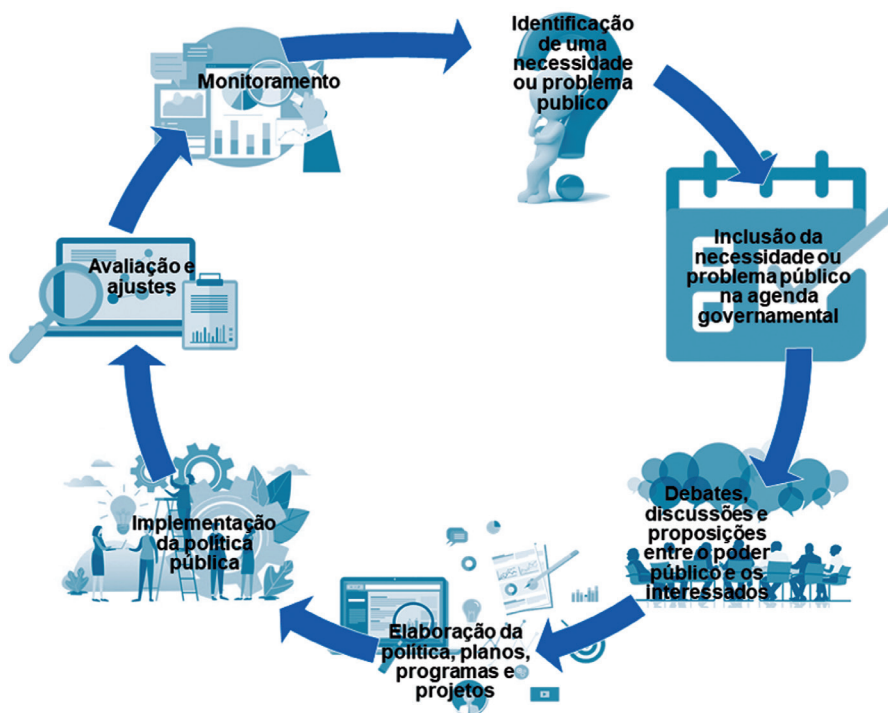 Identificação
de uma
necessidade
ou problema
publico
Inclusão da
necessidade ou
problema público
na agenda
governamental
Debates,
discussões e
proposições
entre o poder
público e os
interessados
Elaboração da
política, planos,
programas e
projetos
Implementação
da política
pública
Avaliação e
ajustes
Monitoramento